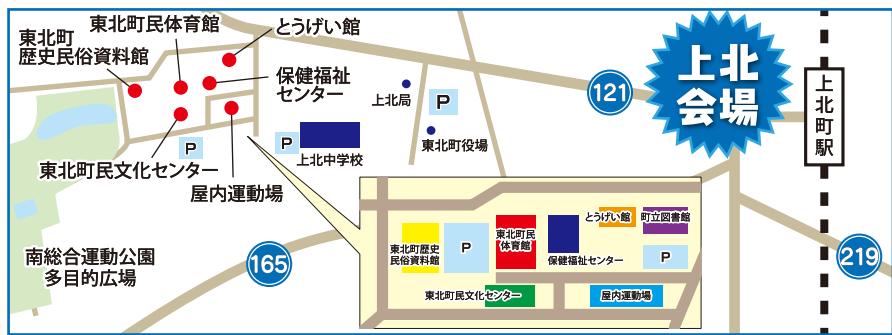 東北町民体育館
とうげい館
東北町
歴史民俗資料館
保健福祉
センター
上北局
P
東北町役場
P
上北中学校
P
東北町民文化センター
屋内運動場
南総合運動公園
多目的広場
165
121
上北
会場
上北町駅
219
東北町歴史
民俗資料館
P
東北町民
体育館
保健福祉センター
とうげい館
町立図書館
P
東北町民文化センター
屋内運動場